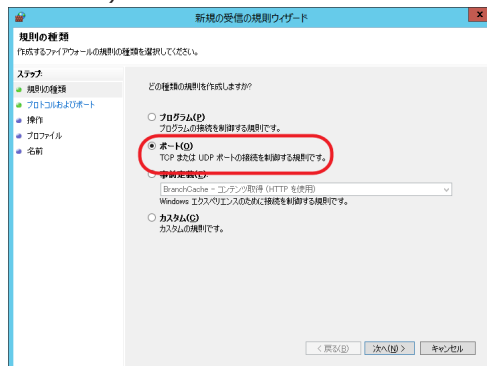 新規の受信の規則ウィザード
x
規則の種類
作成するファイアウォールの規則の種類を選択してください。
ステップ:
規則の種類
プロトコルおよびポート
操作
プロファイル
名前
どの種類の規則を作成しますか?
プログラム(P)
プログラムの接続を制御する規則です。
ポート(O)
TCP または UDP ポートの接続を制御する規則です。
事前定義(E):
BranchCache - コンテンツ取得 (HTTP を使用)
Windows エクスペリエンスのために接続を制御する規則です。
カスタム(C)
カスタムの規則です。
< 戻る(B)
次へ(N) >
キャンセル